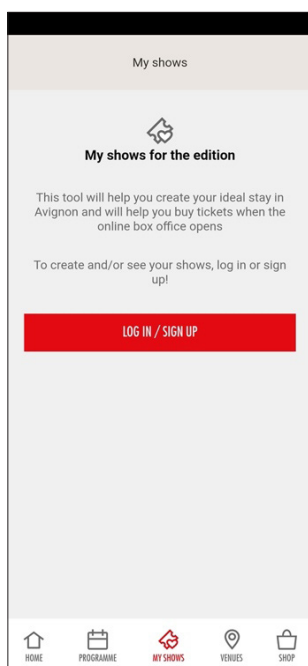 My shows
My shows for the edition
This tool will help you create your ideal stay in
Avignon and will help you buy tickets when the
online box office opens
To create and/or see your shows, log in or sign
up!
LOG IN / SIGN UP
HOME
PROGRAMME
MY SHOWS
VENUES
SHOP